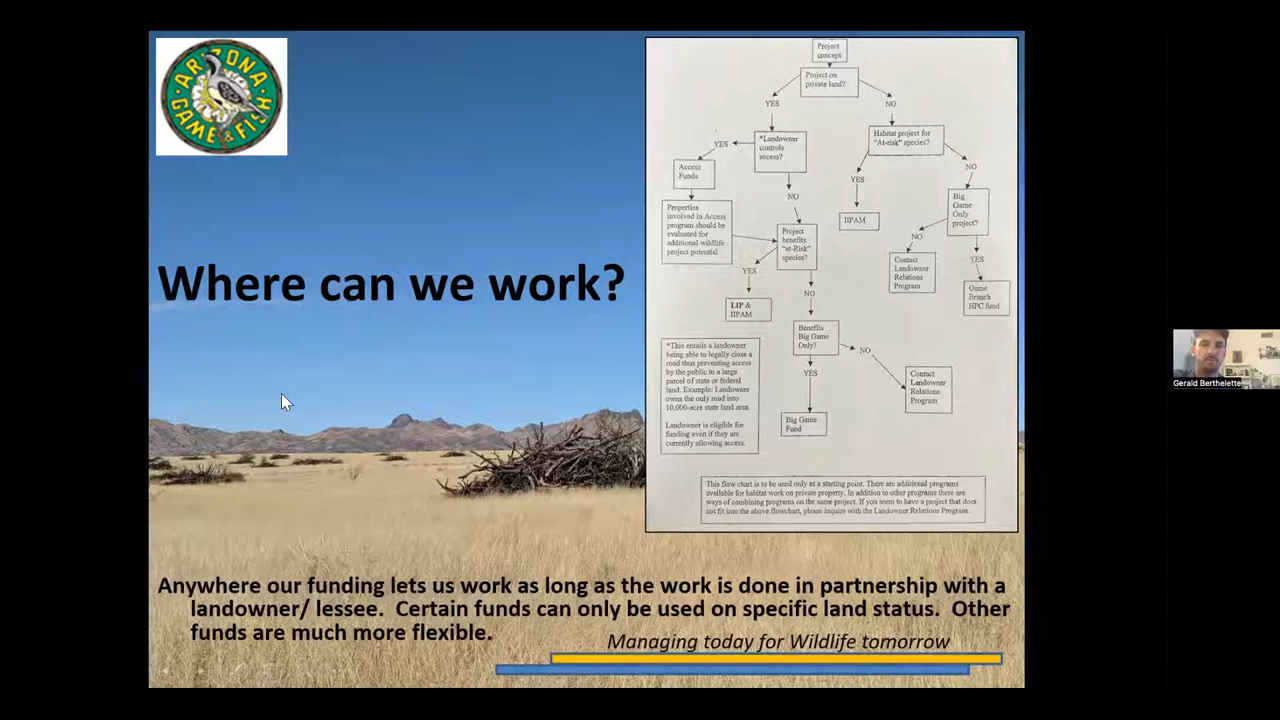 ARIZONA
GAME & FISH
Where can we work?
Project
concept
Project on
private land?
YES
NO
*Landowner
controls
access?
YES
Habitat project for
"At-risk" species?
Access
Funds
NO
YES
NO
Properties
involved in Access
program should be
evaluated for
additional wildlife
project potential
Project
benefits
"at-Risk"
species?
IIPAM
Big
Game
Only
project?
NO
YES
Contact
Landowner
Relations
Program
Game
Branch
HPC fund
YES
NO
LIP &
IIPAM
Benefits
Big Game
Only?
NO
YES
Contact
Landowner
Relations
Program
Big Game
Fund
*This entails a landowner
being able to legally close a
road thus preventing access
by the public to a large
parcel of state or federal
land. Example: Landowner
owns the only road into
10,000-acre state land area.
Landowner is eligible for
funding even if they are
currently allowing access.
This flow chart is to be used only as a starting point. There are additional programs
available for habitat work on private property. In addition to other programs there are
ways of combining programs on the same project. If you seem to have a project that does
not fit into the above flowchart, please inquire with the Landowner Relations Program.
Anywhere our funding lets us work as long as the work is done in partnership with a
landowner/ lessee. Certain funds can only be used on specific land status. Other
funds are much more flexible.
Managing today for Wildlife tomorrow
Gerald Berthelette